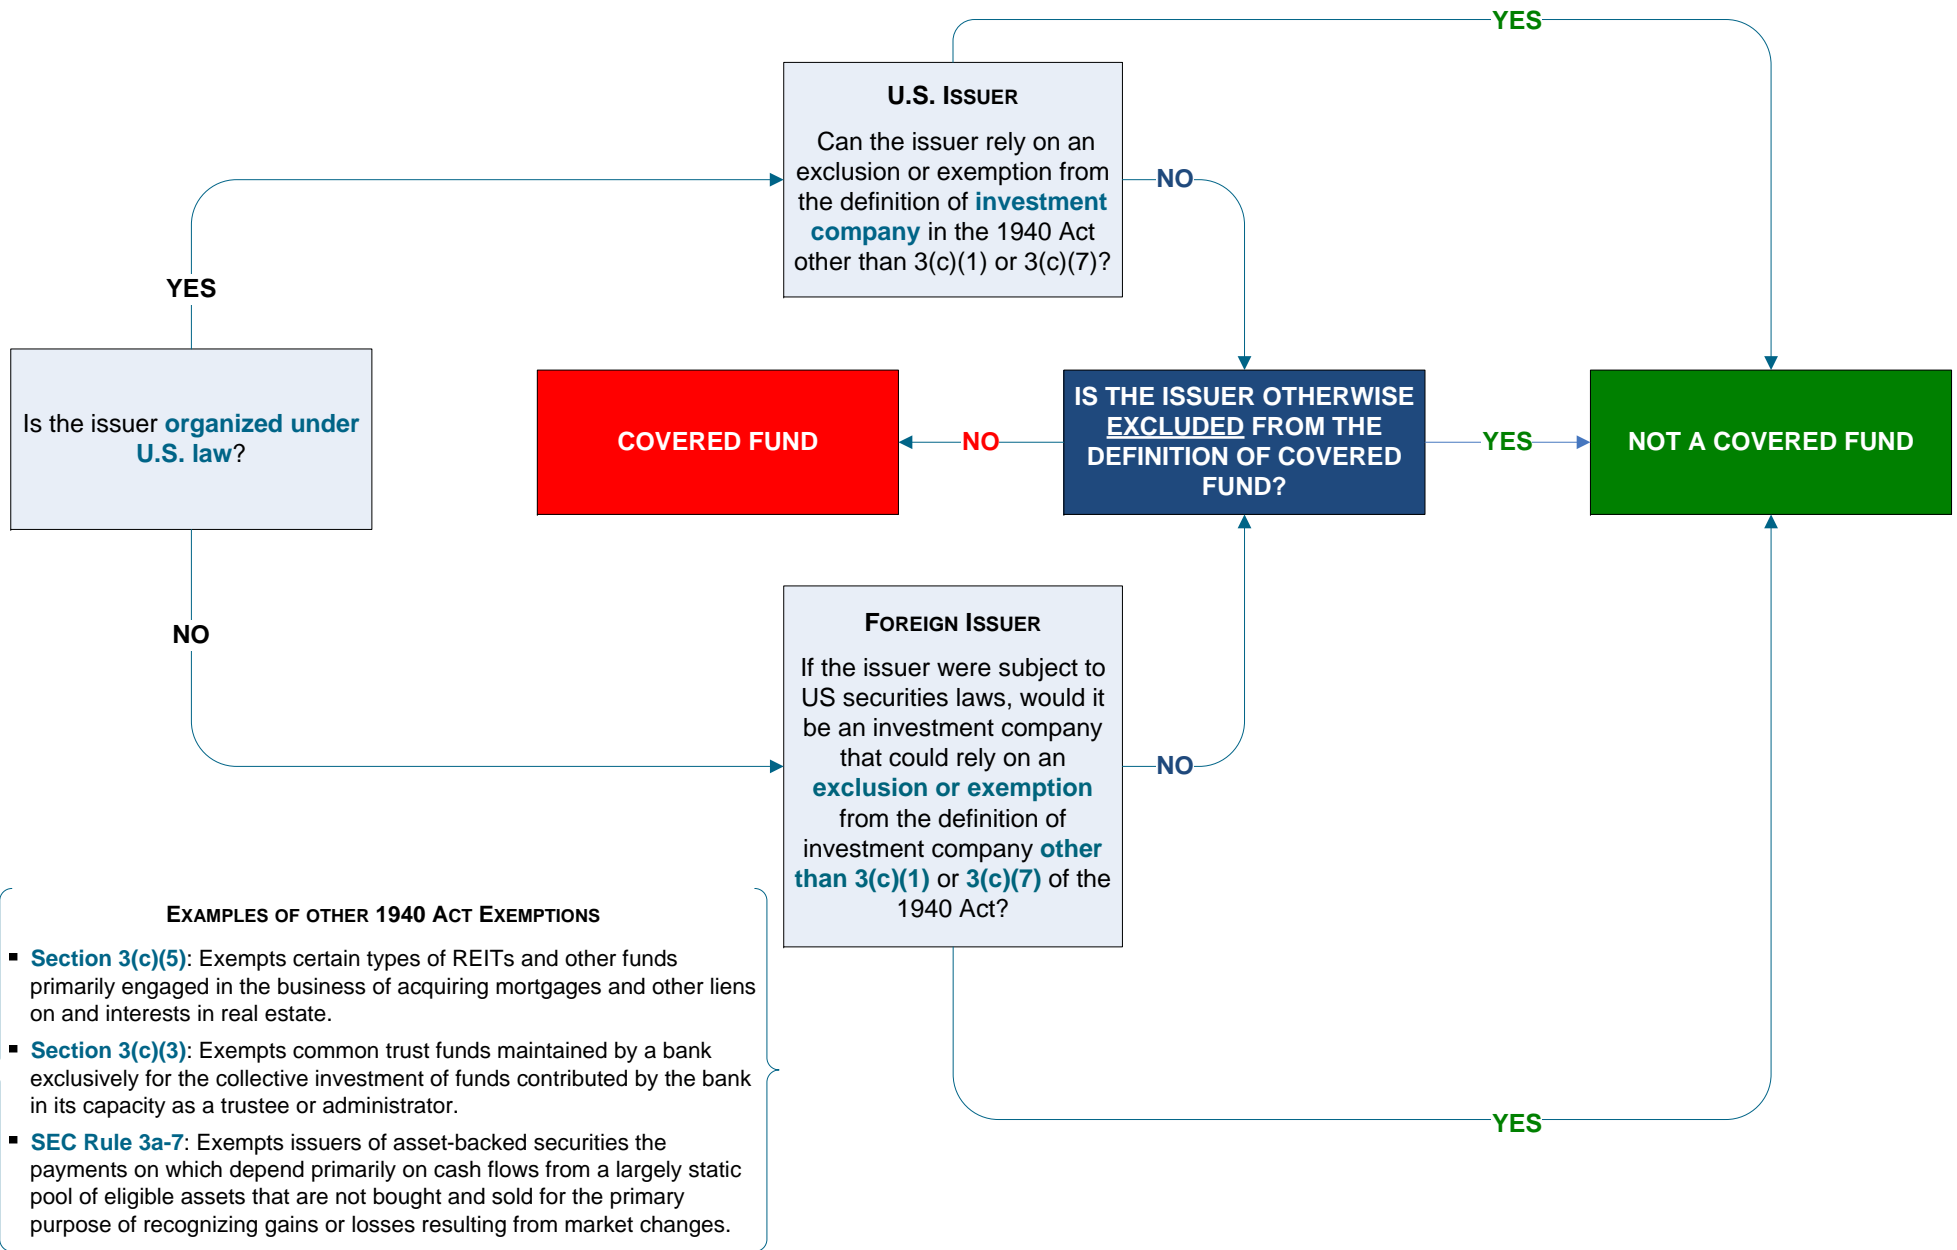 YES
U.S. ISSUER
Can the issuer rely on an
exclusion or exemption from
the definition of investment
company in the 1940 Act
other than 3(c)(1) or 3(c)(7)?
NO
YES
Is the issuer organized under
U.S. law?
COVERED FUND
NO
IS THE ISSUER OTHERWISE
EXCLUDED FROM THE
DEFINITION OF COVERED
FUND?
YES
NOT A COVERED FUND
NO
FOREIGN ISSUER
If the issuer were subject to
US securities laws, would it
be an investment company
that could rely on an
exclusion or exemption
from the definition of
investment company other
than 3(c)(1) or 3(c)(7) of the
1940 Act?
NO
YES
EXAMPLES OF OTHER 1940 ACT EXEMPTIONS
▪ Section 3(c)(5): Exempts certain types of REITs and other funds
primarily engaged in the business of acquiring mortgages and other liens
on and interests in real estate.
▪ Section 3(c)(3): Exempts common trust funds maintained by a bank
exclusively for the collective investment of funds contributed by the bank
in its capacity as a trustee or administrator.
▪ SEC Rule 3a-7: Exempts issuers of asset-backed securities the
payments on which depend primarily on cash flows from a largely static
pool of eligible assets that are not bought and sold for the primary
purpose of recognizing gains or losses resulting from market changes.